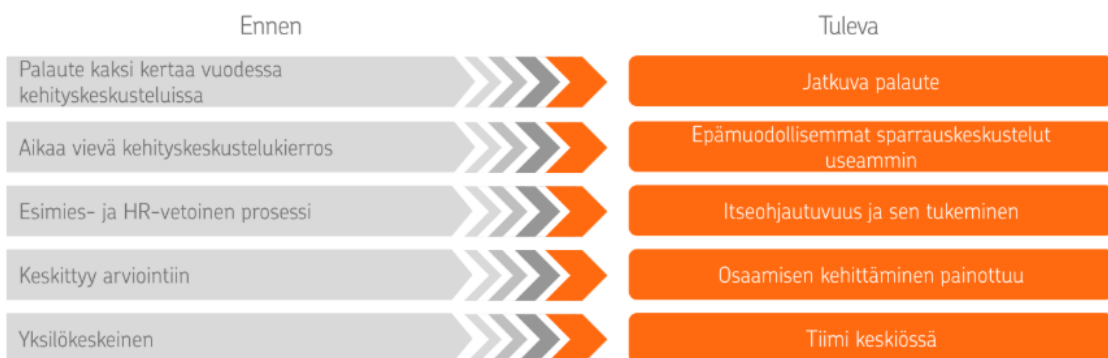 Ennen
Tuleva
Palaute kaksi kertaa vuodessa
kehityskeskusteluissa
Jatkuva palaute
Aikaa vievä kehityskeskustelukierros
Epämuodollisemmat sparrauskeskustelut
useammin
Esimies- ja HR-vetoinen prosessi
Itseohjautuvuus ja sen tukeminen
Keskittyy arviointiin
Osaamisen kehittäminen painottuu
Yksilökeskeinen
Tiimi keskiössä